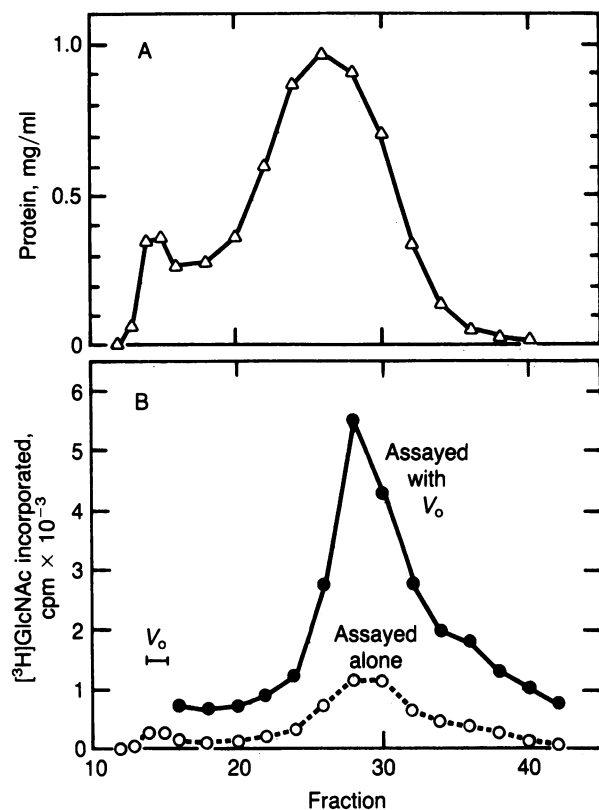 A
1.0
0.5
0
Protein, mg/ml
B
6
5
4
3
2
1
0
[³H]GlcNAc incorporated,
cpm × 10⁻³
Assayed
with
Vₒ
Vₒ
Assayed
alone
10 20 30 40
Fraction